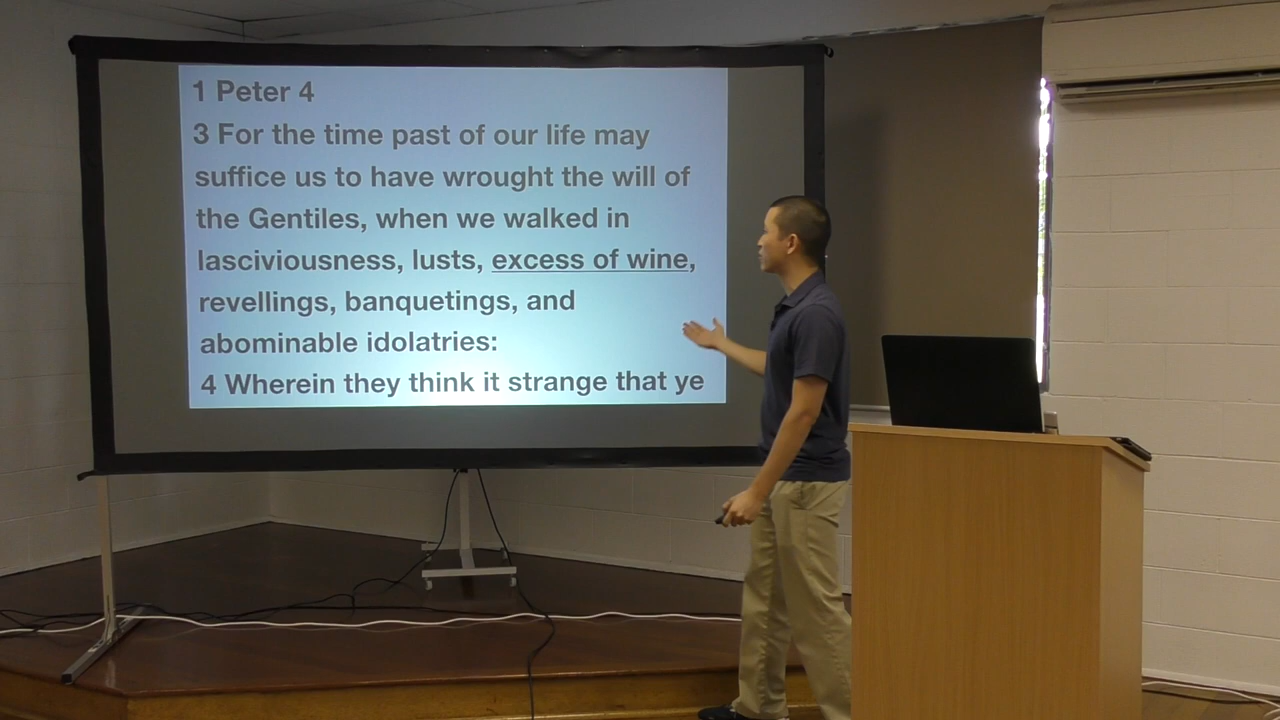 1 Peter 4
3 For the time past of our life may
suffice us to have wrought the will of
the Gentiles, when we walked in
lasciviousness, lusts, excess of wine,
revellings, banquetings, and
abominable idolatries:
4 Wherein they think it strange that ye